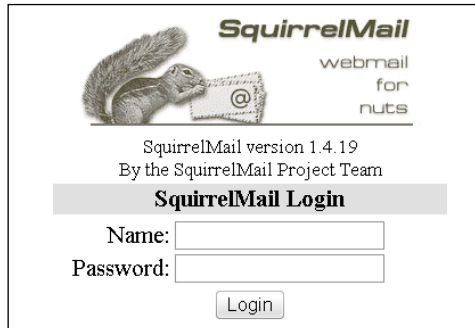 SquirrelMail
webmail
for
nuts
@
SquirrelMail version 1.4.19
By the SquirrelMail Project Team
SquirrelMail Login
Name:
Password:
Login